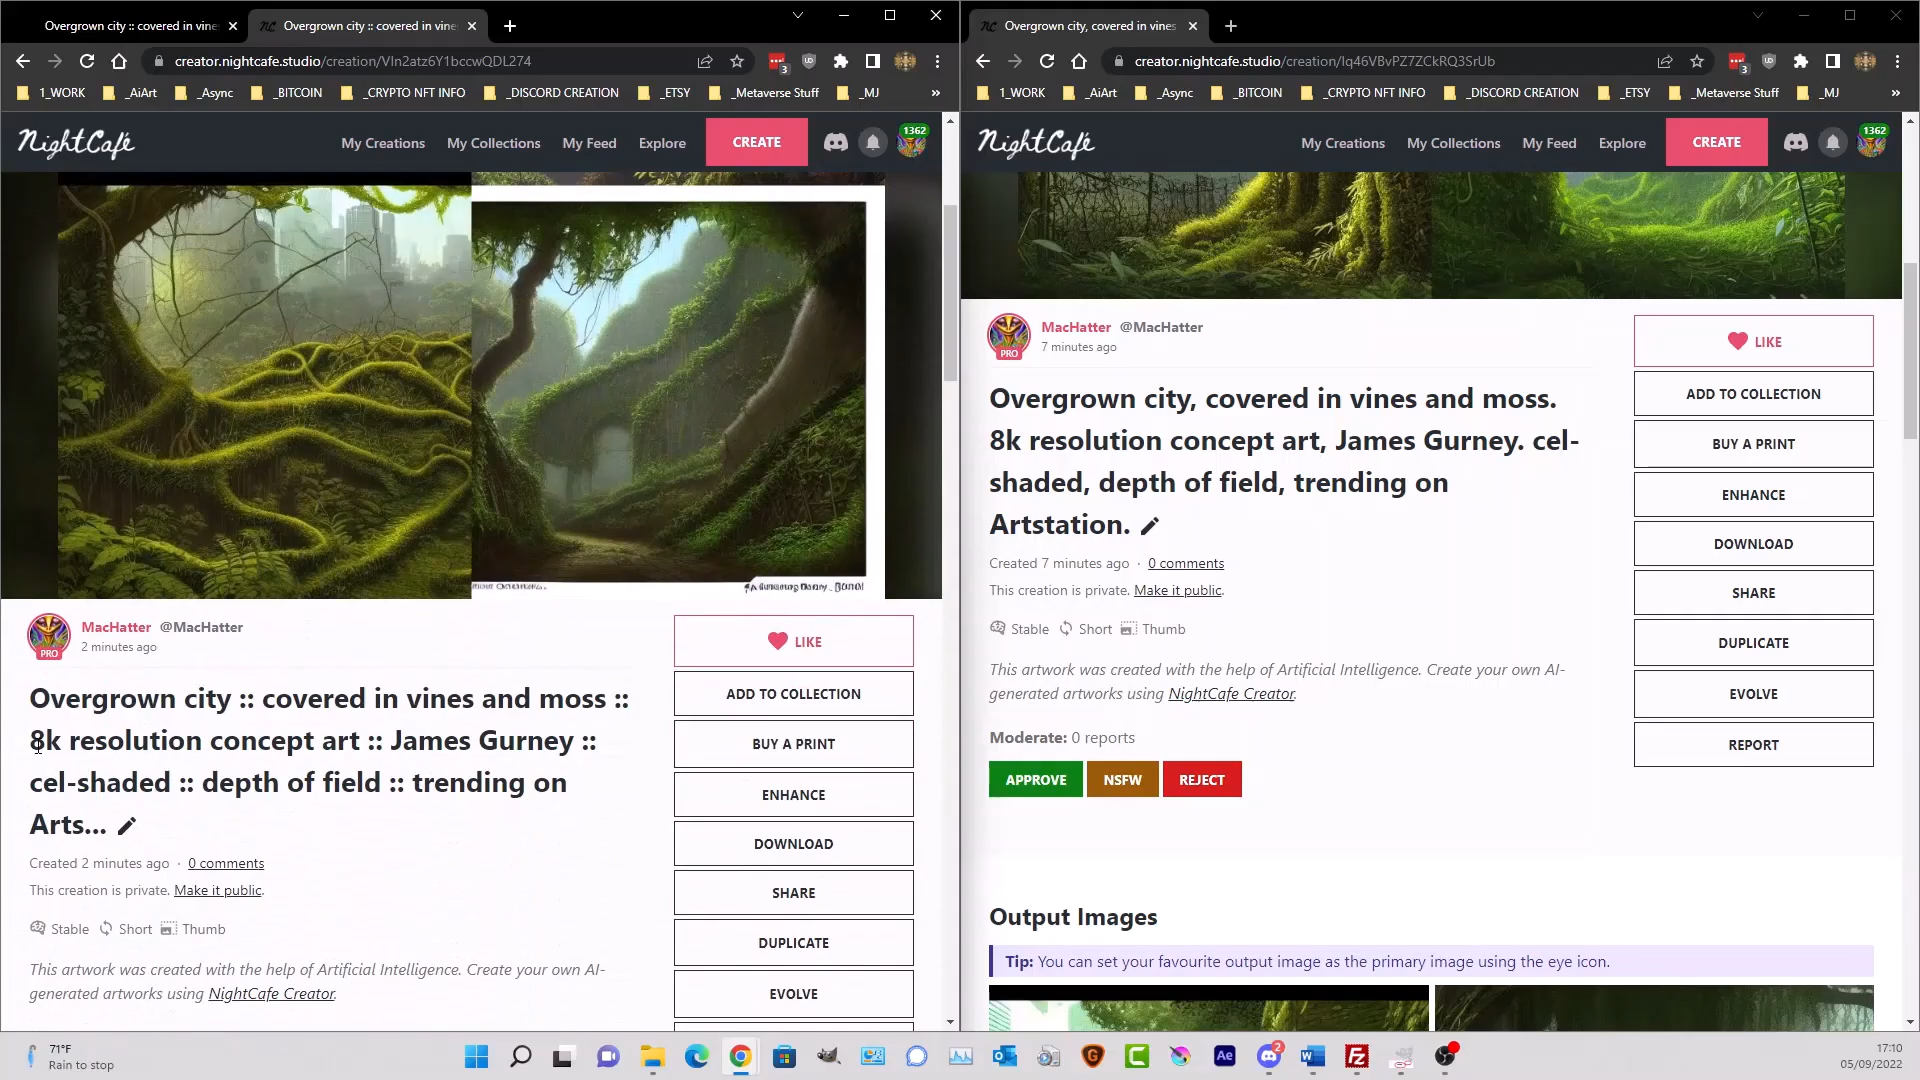 Overgrown city :: covered in vine
Overgrown city :: covered in vine
creator.nightcafe.studio/creation/VIn2atz6Y1bccwQDL274
3
1_WORK
_AiArt
_Async
_BITCOIN
_CRYPTO NFT INFO
_DISCORD CREATION
_ETSY
_Metaverse Stuff
_MJ
»
NightCafé
My Creations
My Collections
My Feed
Explore
CREATE
1362
MacHatter @MacHatter
PRO
2 minutes ago
LIKE
Overgrown city :: covered in vines and moss ::
8k resolution concept art :: James Gurney ::
cel-shaded :: depth of field :: trending on
Arts...
Created 2 minutes ago · 0 comments
This creation is private. Make it public.
Stable Short Thumb
This artwork was created with the help of Artificial Intelligence. Create your own AI-
generated artworks using NightCafe Creator.
ADD TO COLLECTION
BUY A PRINT
ENHANCE
DOWNLOAD
SHARE
DUPLICATE
EVOLVE
Overgrown city, covered in vines
creator.nightcafe.studio/creation/Iq46VBvPZ7ZCkRQ3SrUb
3
1_WORK
_AiArt
_Async
_BITCOIN
_CRYPTO NFT INFO
_DISCORD CREATION
_ETSY
_Metaverse Stuff
_MJ
»
NightCafé
My Creations
My Collections
My Feed
Explore
CREATE
1362
MacHatter @MacHatter
PRO
7 minutes ago
LIKE
Overgrown city, covered in vines and moss.
8k resolution concept art, James Gurney. cel-
shaded, depth of field, trending on
Artstation.
Created 7 minutes ago · 0 comments
This creation is private. Make it public.
Stable Short Thumb
This artwork was created with the help of Artificial Intelligence. Create your own AI-
generated artworks using NightCafe Creator.
Moderate: 0 reports
APPROVE
NSFW
REJECT
ADD TO COLLECTION
BUY A PRINT
ENHANCE
DOWNLOAD
SHARE
DUPLICATE
EVOLVE
REPORT
Output Images
Tip: You can set your favourite output image as the primary image using the eye icon.
71°F
Rain to stop
Ae
2
17:10
05/09/2022